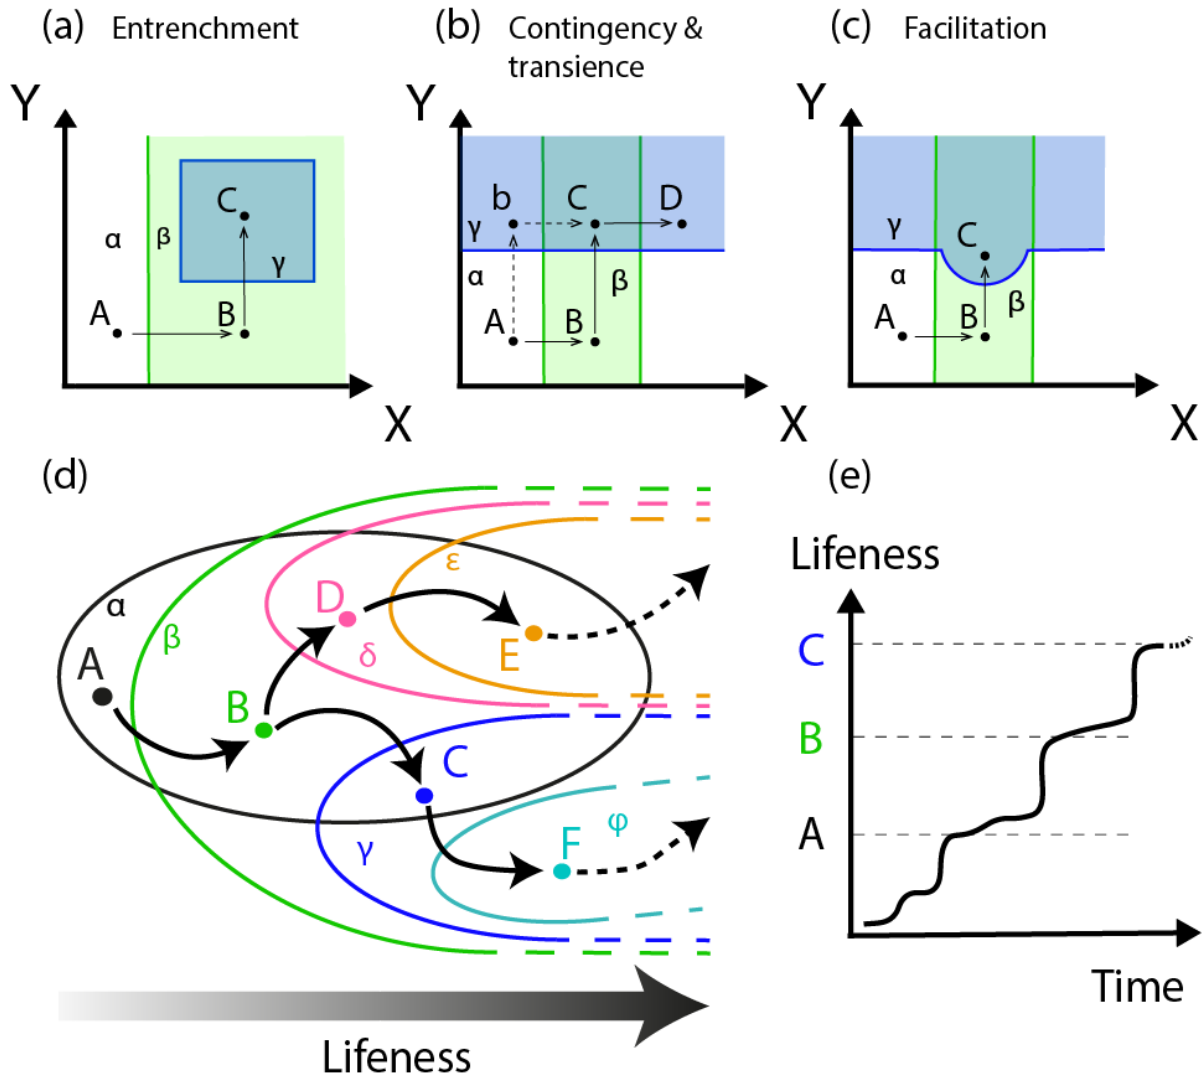 (a) Entrenchment
Y
α
β
C
γ
A
B
X
(b) Contingency &
transience
Y
b
C
D
γ
α
β
A
B
X
(c) Facilitation
Y
γ
C
α
β
A
B
X
(d)
α
β
A
B
D
δ
ε
E
C
γ
F
φ
Lifeness
(e)
Lifeness
C
B
A
Time